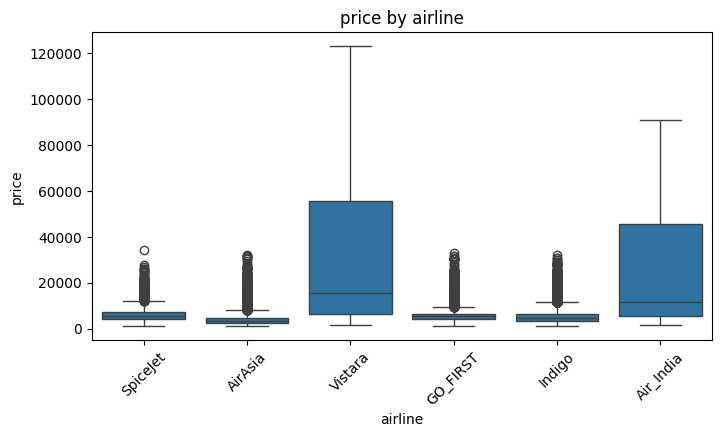 price by airline
price
120000
100000
80000
60000
40000
20000
0
SpiceJet
AirAsia
Vistara
GO_FIRST
Indigo
Air_India
airline